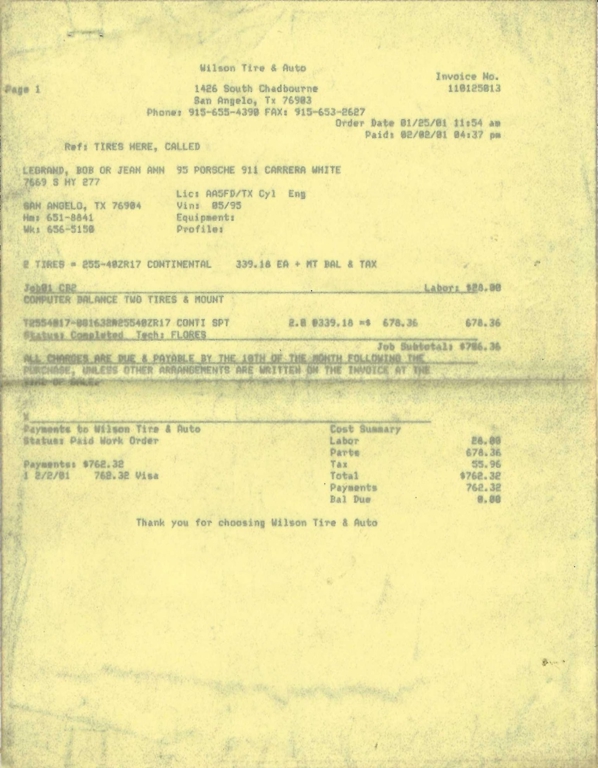 Wilson Tire & Auto
Invoice No.
Page 1 1426 South Chadbourne 110125013
San Angelo, Tx 76903
Phone: 915-655-4390 FAX: 915-653-2627
Order Date 01/25/01 11:54 am
Paid: 02/02/01 04:37 pm
Ref: TIRES HERE, CALLED
LEGRAND, BOB OR JEAN ANN 95 PORSCHE 911 CARRERA WHITE
7669 S HY 277
Lic: AASFD/TX Cyl Eng
SAN ANGELO, TX 76904 Vin: 05/95
Hm: 651-8841 Equipment:
Wk: 656-5150 Profile:
2 TIRES = 255-40ZR17 CONTINENTAL 339.18 EA + MT BAL & TAX
Job01 CB2 Labor: $28.00
COMPUTER BALANCE TWO TIRES & MOUNT
CONTI SPT 2.0 @339.18 =$ 678.36 678.36
Status: Completed Tech: FLORES
Job Subtotal: $706.36
ALL CHARGES ARE DUE & PAYABLE BY THE 10TH OF THE MONTH FOLLOWING THE
PURCHASE, UNLESS OTHER ARRANGEMENTS ARE WRITTEN ON THE INVOICE AT THE
TIME OF SALE.
X
Payments to Wilson Tire & Auto Cost Summary
Status: Paid Work Order Labor 28.00
Parts 678.36
Payments: $762.32 Tax 55.96
1 2/2/01 762.32 Visa Total $762.32
Payments 762.32
Bal Due 0.00
Thank you for choosing Wilson Tire & Auto